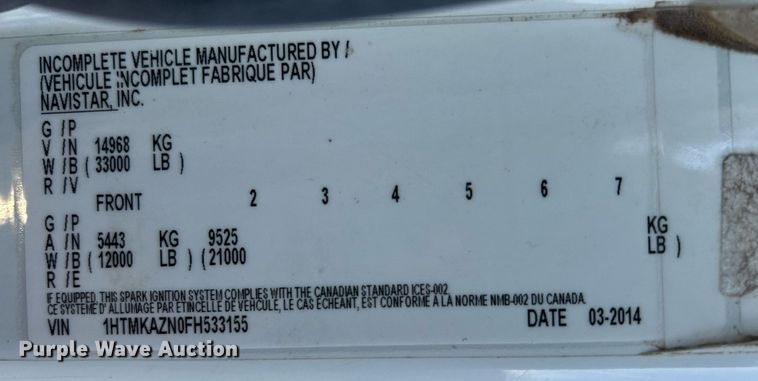 INCOMPLETE VEHICLE MANUFACTURED BY /
(VEHICULE INCOMPLET FABRIQUE PAR)
NAVISTAR, INC.
G /P
V /N 14968 KG
W /B ( 33000 LB )
R /V
FRONT 2 3 4 5 6 7
G /P KG
A /N 5443 KG 9525 LB )
W /B ( 12000 LB ) ( 21000
R /E
IF EQUIPPED, THIS SPARK IGNITION SYSTEM COMPLIES WITH THE CANADIAN STANDARD ICES-002
CE SYSTEME D' ALLUMAGE PAR ETINCELLE DE VEHICULE, LE CAS ECHEANT, EST CONFORME A LA NORME NMB-002 DU CANADA.
VIN 1HTMKAZN0FH533155 DATE 03-2014
Purple Wave Auction